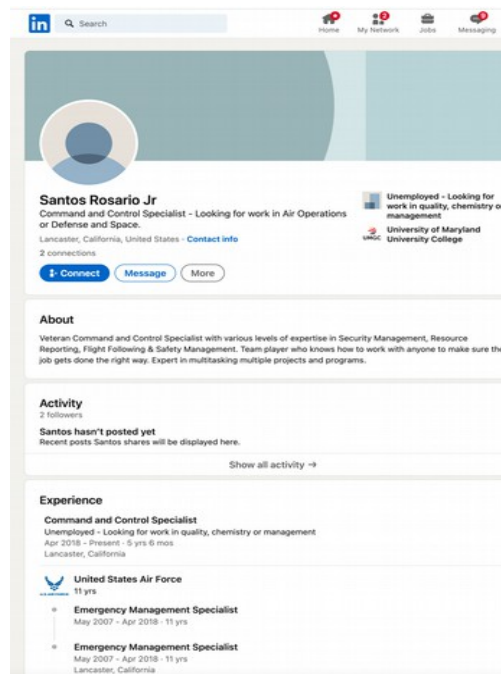 in
Search
Home
2
My Network
Jobs
Messaging
Santos Rosario Jr
Command and Control Specialist - Looking for work in Air Operations
or Defense and Space.
Lancaster, California, United States · Contact info
2 connections
Connect
Message
More
Unemployed - Looking for
work in quality, chemistry or
management
UMGC
University of Maryland
University College
About
Veteran Command and Control Specialist with various levels of expertise in Security Management, Resource
Reporting, Flight Following & Safety Management. Team player who knows how to work with anyone to make sure the
job gets done the right way. Expert in multitasking multiple projects and programs.
Activity
2 followers
Santos hasn't posted yet
Recent posts Santos shares will be displayed here.
Show all activity →
Experience
Command and Control Specialist
Unemployed - Looking for work in quality, chemistry or management
Apr 2018 - Present · 5 yrs 6 mos
Lancaster, California
U.S. AIR FORCE
United States Air Force
11 yrs
Emergency Management Specialist
May 2007 - Apr 2018 · 11 yrs
Emergency Management Specialist
May 2007 - Apr 2018 · 11 yrs
Lancaster, California